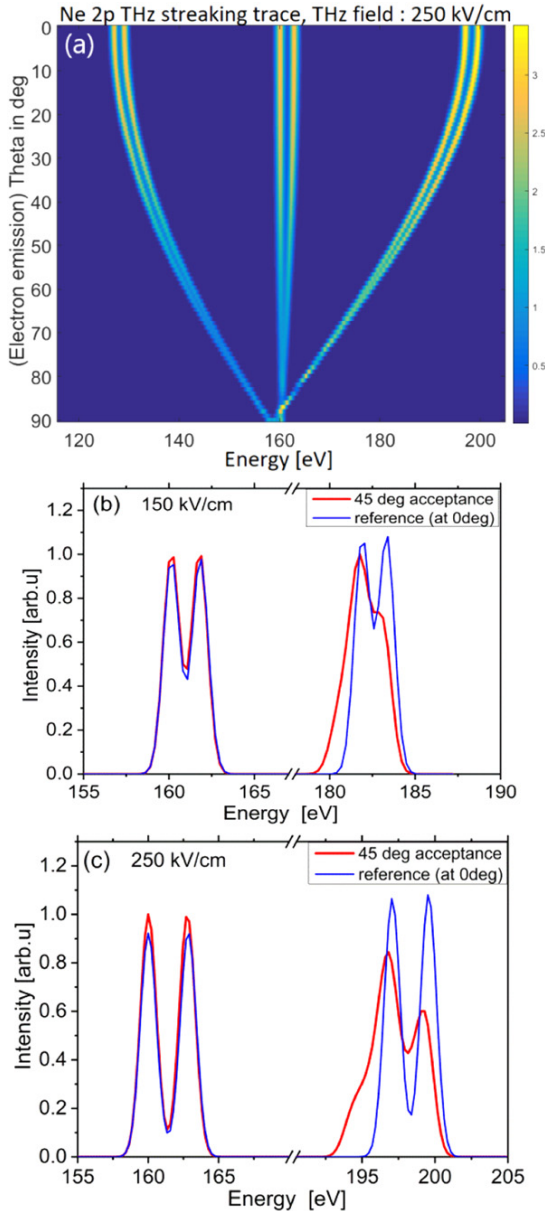 Ne 2p THz streaking trace, THz field : 250 kV/cm
(a)
0
10
20
30
40
50
60
70
80
90
(Electron emission) Theta in deg
120 140 160 180 200
Energy [eV]
3
2.5
2
1.5
1
0.5
(b) 150 kV/cm
45 deg acceptance
reference (at 0deg)
1.2
1.0
0.8
0.6
0.4
0.2
0.0
Intensity [arb.u]
155 160 165 180 185 190
Energy [eV]
(c) 250 kV/cm
45 deg acceptance
reference (at 0deg)
1.2
1.0
0.8
0.6
0.4
0.2
0.0
Intensity [arb.u]
155 160 165 195 200 205
Energy [eV]